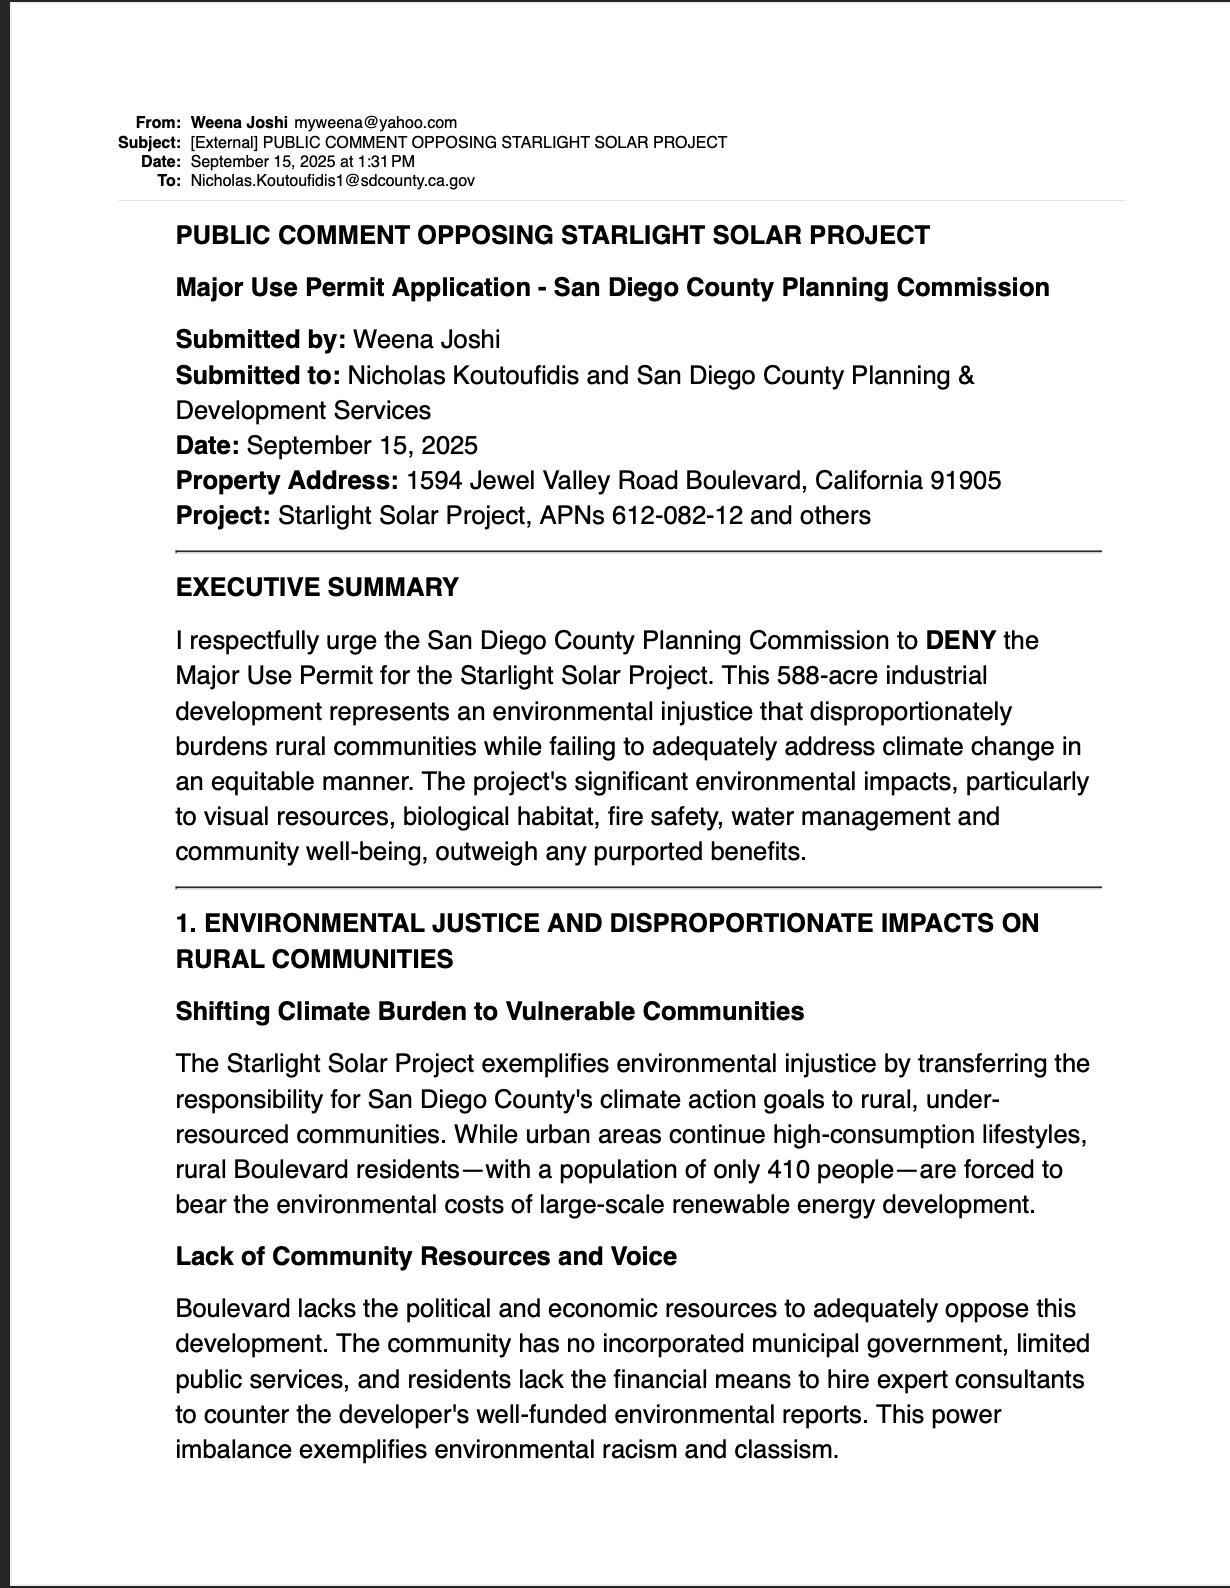 From: Weena Joshi myweena@yahoo.com
Subject: [External] PUBLIC COMMENT OPPOSING STARLIGHT SOLAR PROJECT
Date: September 15, 2025 at 1:31 PM
To: Nicholas.Koutoufidis1@sdcounty.ca.gov
PUBLIC COMMENT OPPOSING STARLIGHT SOLAR PROJECT
Major Use Permit Application - San Diego County Planning Commission
Submitted by: Weena Joshi
Submitted to: Nicholas Koutoufidis and San Diego County Planning &
Development Services
Date: September 15, 2025
Property Address: 1594 Jewel Valley Road Boulevard, California 91905
Project: Starlight Solar Project, APNs 612-082-12 and others
EXECUTIVE SUMMARY
I respectfully urge the San Diego County Planning Commission to DENY the
Major Use Permit for the Starlight Solar Project. This 588-acre industrial
development represents an environmental injustice that disproportionately
burdens rural communities while failing to adequately address climate change in
an equitable manner. The project's significant environmental impacts, particularly
to visual resources, biological habitat, fire safety, water management and
community well-being, outweigh any purported benefits.
1. ENVIRONMENTAL JUSTICE AND DISPROPORTIONATE IMPACTS ON
RURAL COMMUNITIES
Shifting Climate Burden to Vulnerable Communities
The Starlight Solar Project exemplifies environmental injustice by transferring the
responsibility for San Diego County's climate action goals to rural, under-
resourced communities. While urban areas continue high-consumption lifestyles,
rural Boulevard residents—with a population of only 410 people—are forced to
bear the environmental costs of large-scale renewable energy development.
Lack of Community Resources and Voice
Boulevard lacks the political and economic resources to adequately oppose this
development. The community has no incorporated municipal government, limited
public services, and residents lack the financial means to hire expert consultants
to counter the developer's well-funded environmental reports. This power
imbalance exemplifies environmental racism and classism.